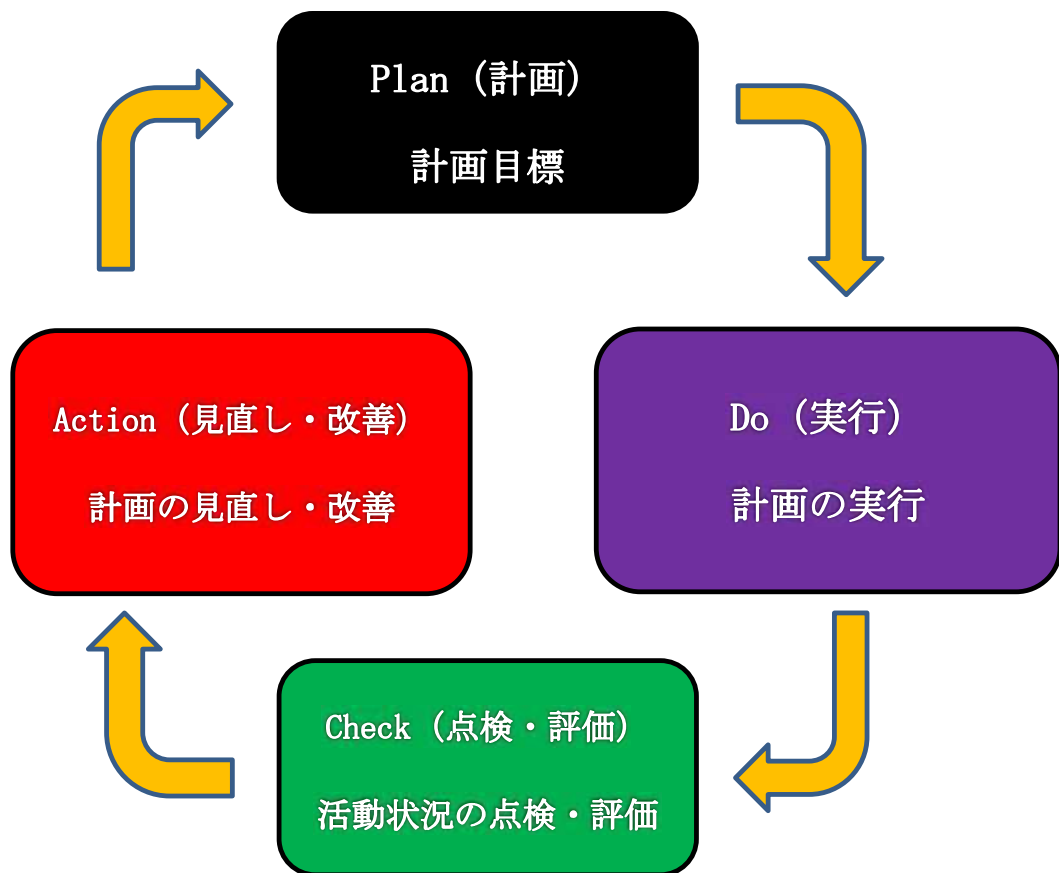 Plan（計画）
計画目標
Do（実行）
計画の実行
Check（点検・評価）
活動状況の点検・評価
Action（見直し・改善）
計画の見直し・改善